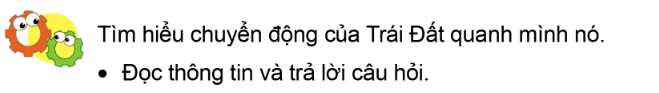 Tìm hiểu chuyển động của Trái Đất quanh mình nó.
• Đọc thông tin và trả lời câu hỏi.